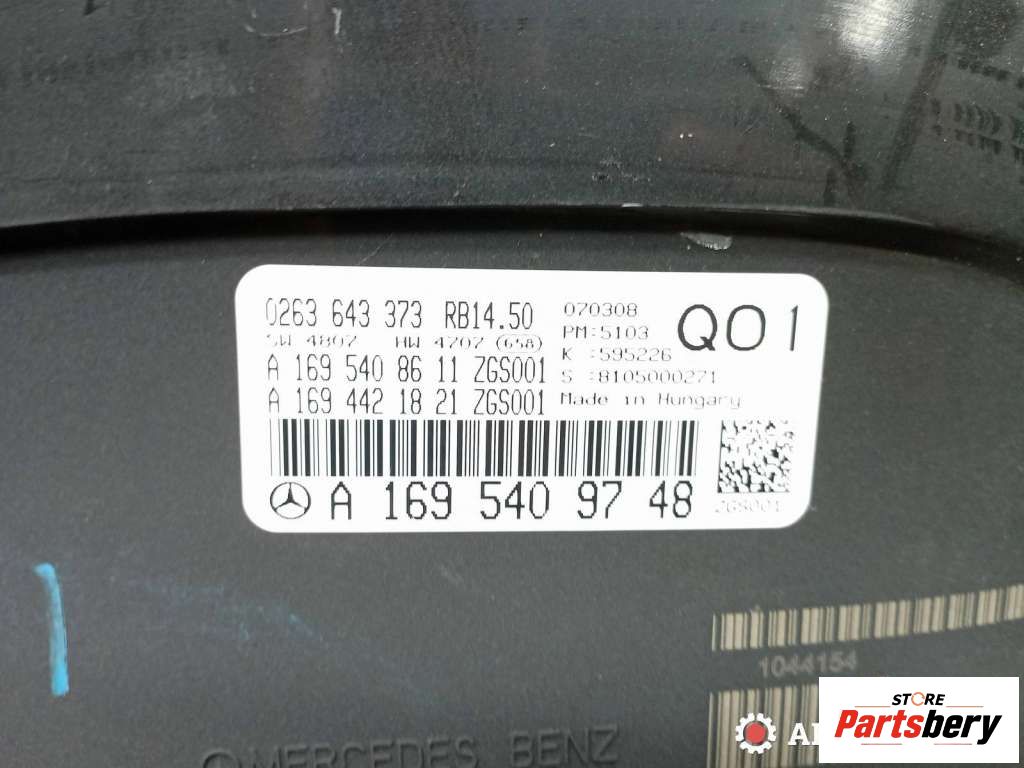 0263 643 373 RB14.50
SW 4807 HW 4707 (658)
A 169 540 86 11 ZGS001
A 169 442 18 21 ZGS001
070308
PM:5103
K :595226
S :8105000271
Made in Hungary
Q01
A 169 540 97 48
ZGS001
1044154
MERCEDES BENZ
STORE
Partsbery